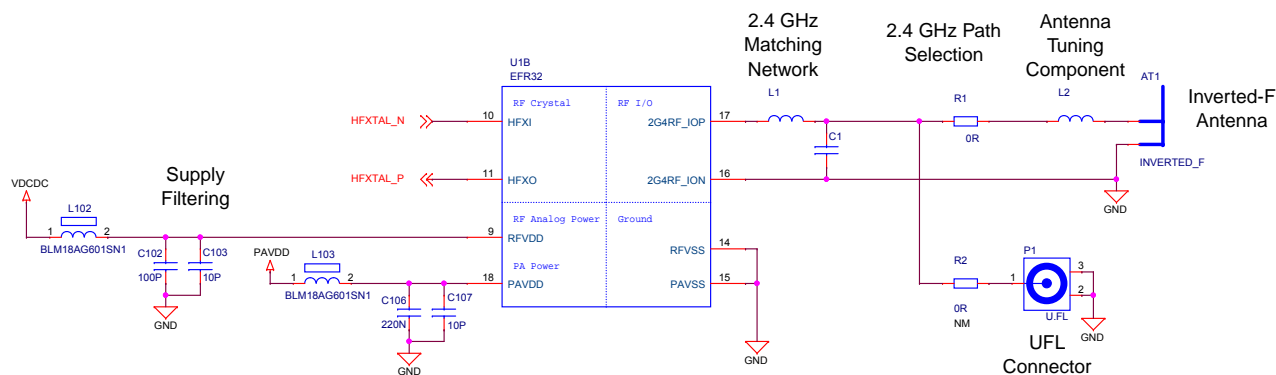 2.4 GHz
Matching
Network
2.4 GHz Path
Selection
Antenna
Tuning
Component
U1B
EFR32
L1
R1
L2
AT1
RF Crystal
RF I/O
Inverted-F
Antenna
HFXTAL_N
10
HFXI
2G4RF_IOP
17
C1
0R
HFXTAL_P
11
HFXO
2G4RF_ION
16
INVERTED_F
GND
Supply
Filtering
VDCDC
L102
1
2
BLM18AG601SN1
RF Analog Power
Ground
9
RFVDD
RFVSS
14
C102
100P
C103
10P
PAVDD
L103
1
2
BLM18AG601SN1
PA Power
18
PAVDD
PAVSS
15
R2
0R
NM
P1
1
3
2
U.FL
GND
C106
220N
C107
10P
GND
GND
GND
UFL
Connector